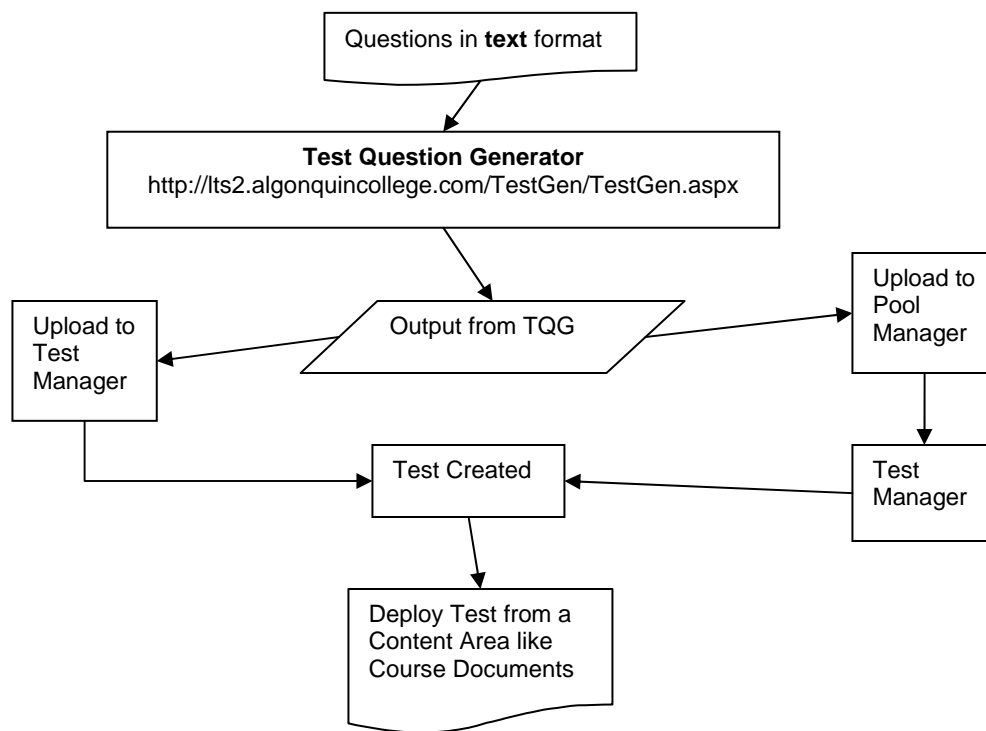 Questions in text format
Test Question Generator
http://lts2.algonquincollege.com/TestGen/TestGen.aspx
Output from TQG
Upload to
Test
Manager
Upload to
Pool
Manager
Test Created
Test
Manager
Deploy Test from a
Content Area like
Course Documents